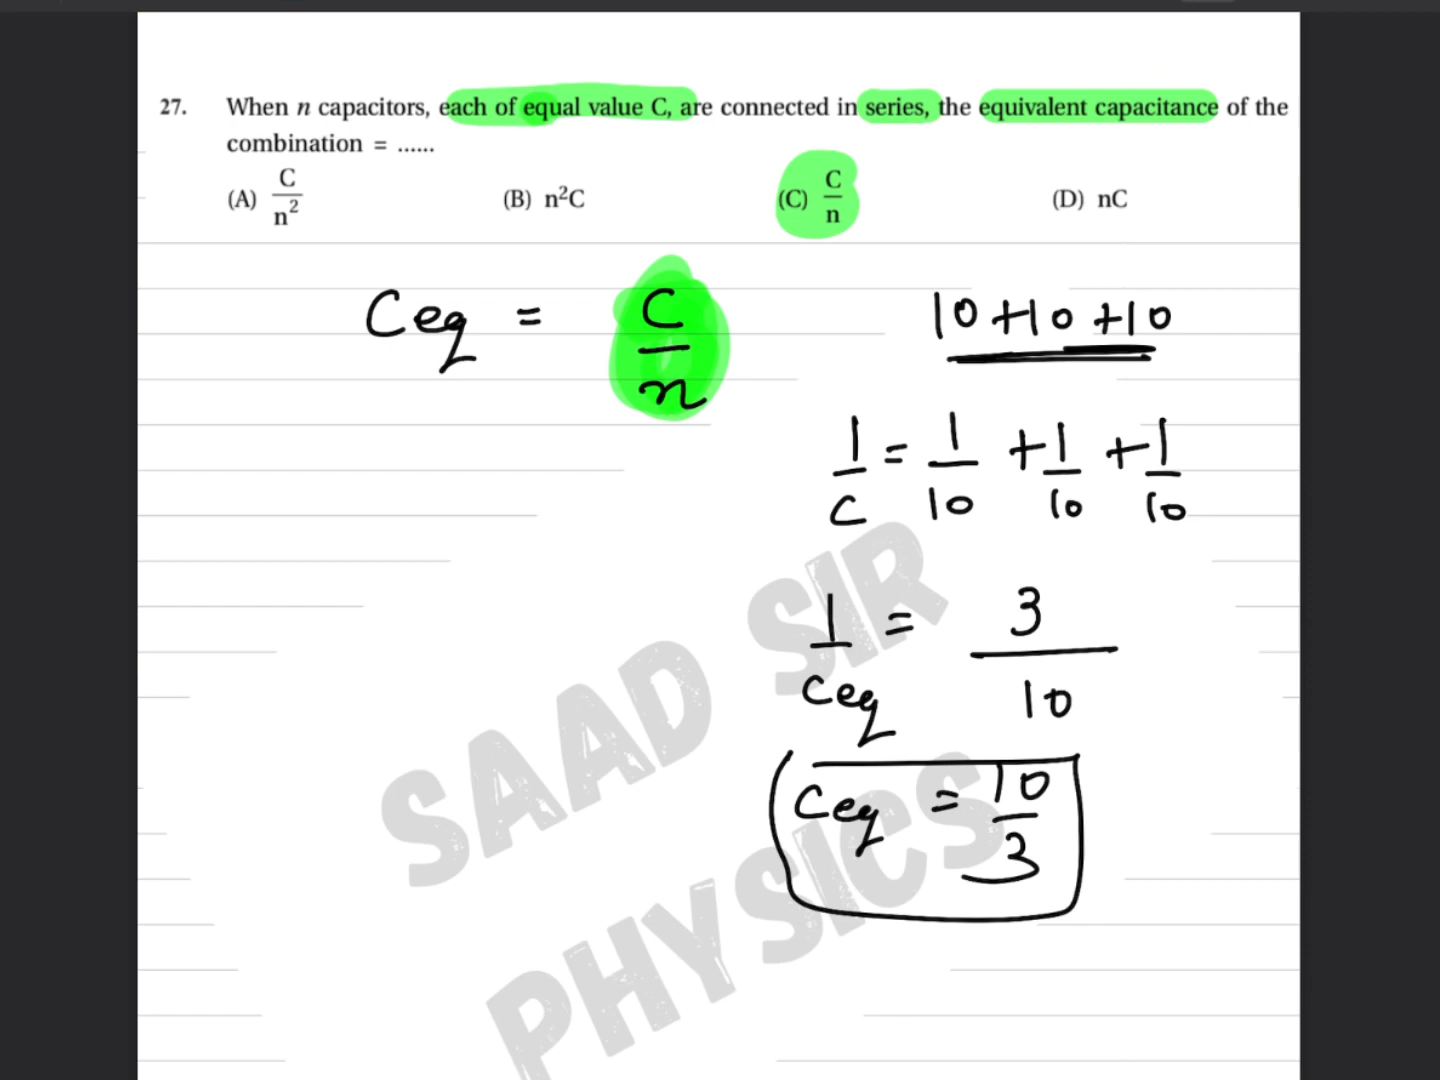 27. When n capacitors, each of equal value C, are connected in series, the equivalent capacitance of the
combination = ......
(A) C/n² (B) n²C (C) C/n (D) nC
Ceq = C/n
10+10+10
1/C = 1/10 + 1/10 + 1/10
1/Ceq = 3/10
Ceq = 10/3
SAAD SIR
PHYSICS